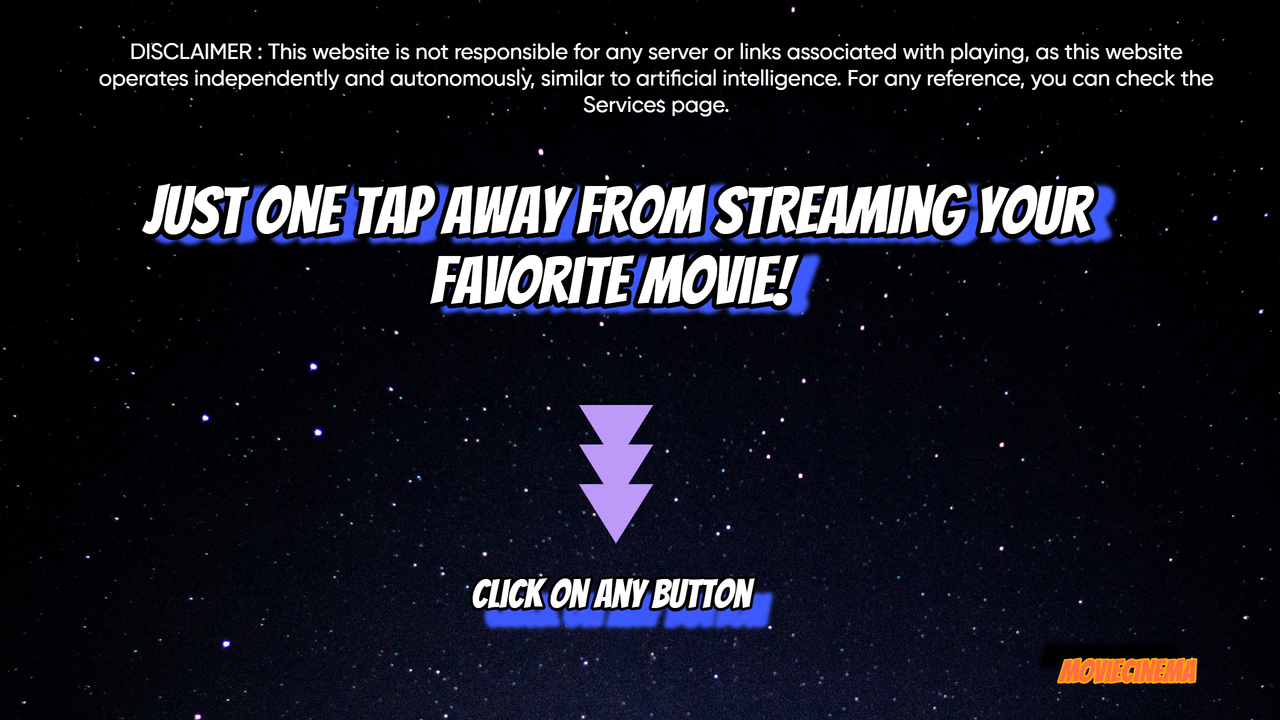 DISCLAIMER : This website is not responsible for any server or links associated with playing, as this website
operates independently and autonomously, similar to artificial intelligence. For any reference, you can check the
Services page.
JUST ONE TAP AWAY FROM STREAMING YOUR
FAVORITE MOVIE!
CLICK ON ANY BUTTON
MOVIECINEMA